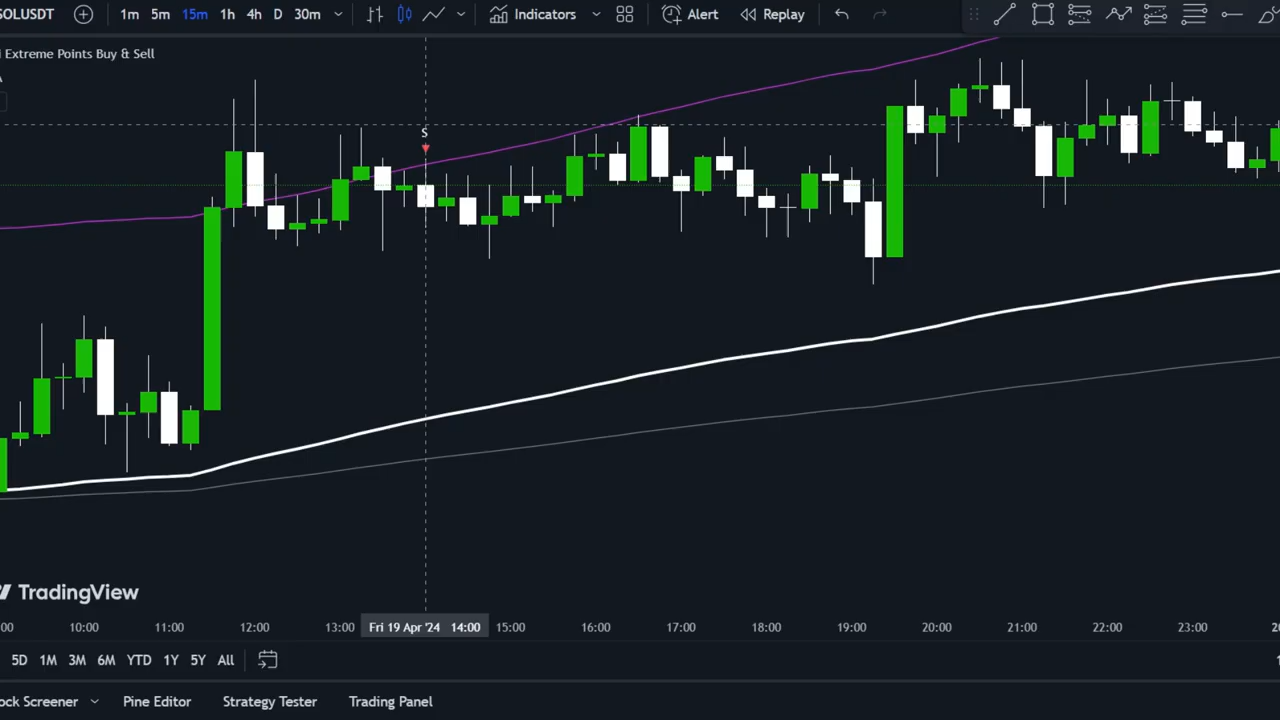 SOLUSDT 1m 5m 15m 1h 4h D 30m Indicators Alert Replay
Extreme Points Buy & Sell
S
TradingView
:00 10:00 11:00 12:00 13:00 Fri 19 Apr '24 14:00 15:00 16:00 17:00 18:00 19:00 20:00 21:00 22:00 23:00
5D 1M 3M 6M YTD 1Y 5Y All
ock Screener Pine Editor Strategy Tester Trading Panel